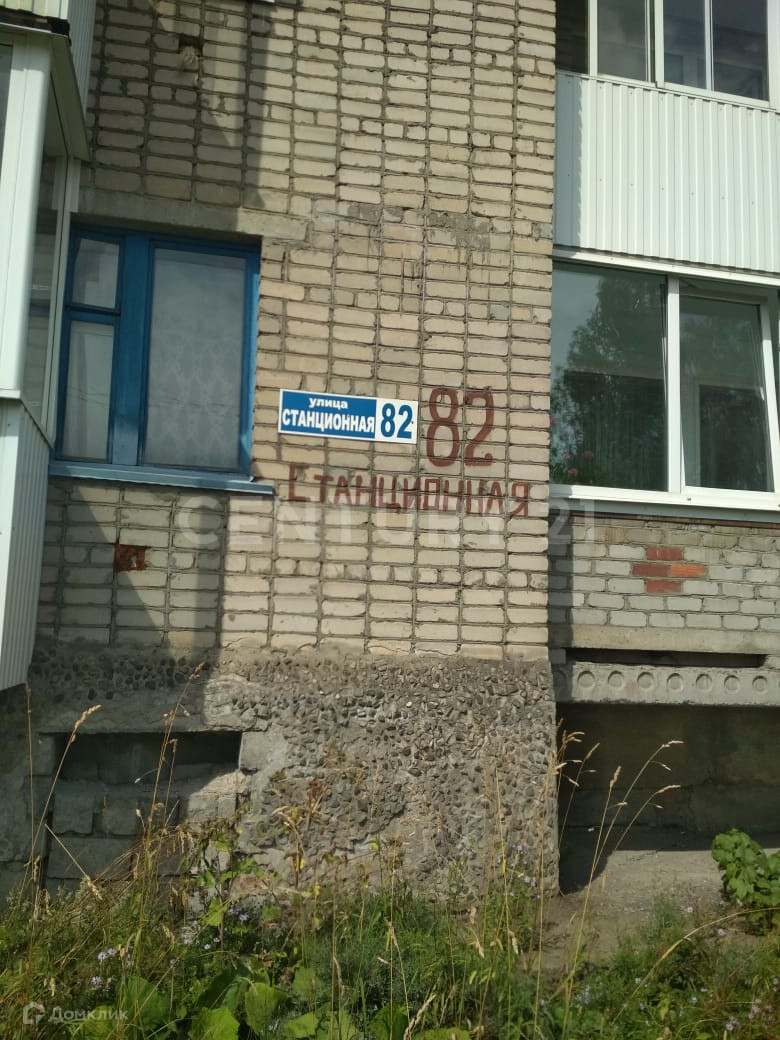 улица
СТАНЦИОННАЯ 82
82
СТАНЦИОННАЯ
CENTURY 21
Домклик